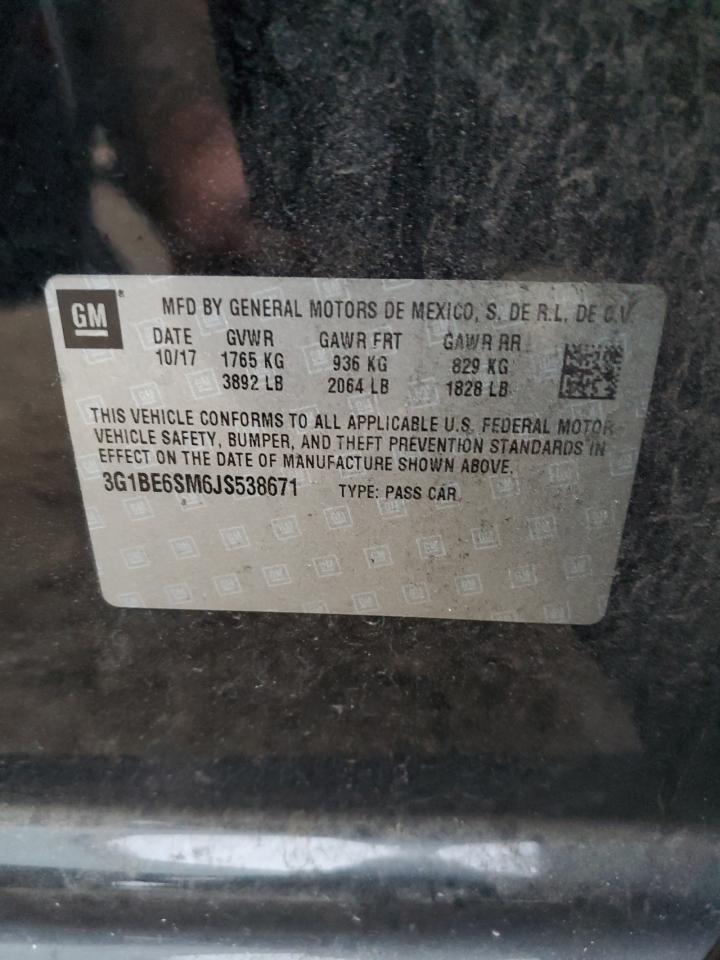 GM
MFD BY GENERAL MOTORS DE MEXICO, S. DE R.L. DE C.V.
DATE GVWR GAWR FRT GAWR RR
10/17 1765 KG 936 KG 829 KG
3892 LB 2064 LB 1828 LB
THIS VEHICLE CONFORMS TO ALL APPLICABLE U.S. FEDERAL MOTOR
VEHICLE SAFETY, BUMPER, AND THEFT PREVENTION STANDARDS IN
EFFECT ON THE DATE OF MANUFACTURE SHOWN ABOVE.
3G1BE6SM6JS538671 TYPE: PASS CAR